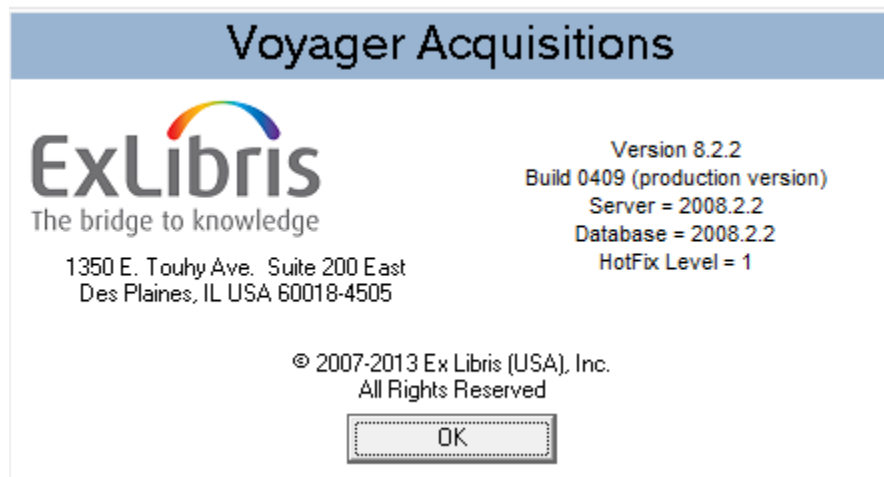 Voyager Acquisitions
ExLibris
The bridge to knowledge
1350 E. Touhy Ave. Suite 200 East
Des Plaines, IL USA 60018-4505
Version 8.2.2
Build 0409 (production version)
Server = 2008.2.2
Database = 2008.2.2
HotFix Level = 1
© 2007-2013 Ex Libris (USA), Inc.
All Rights Reserved
OK